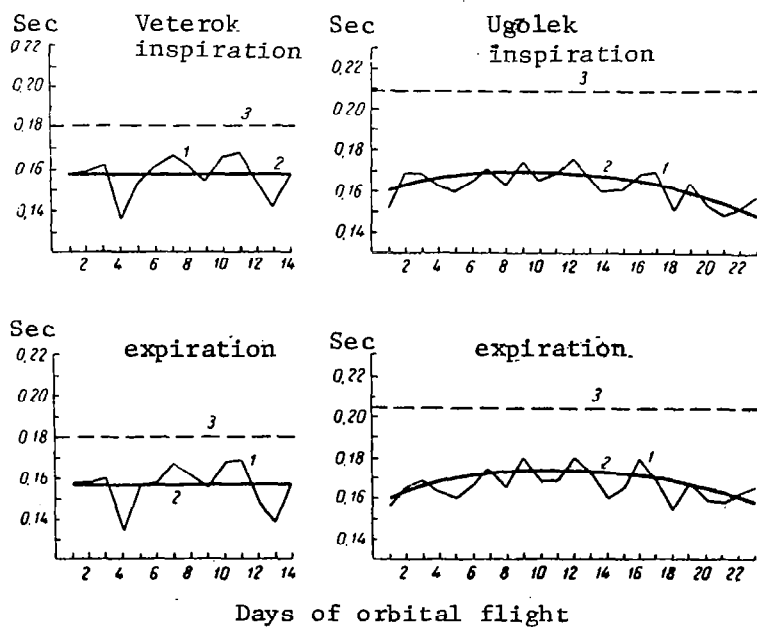 Sec Veterok
inspiration
0,22
0,20
0,18
0,16
0,14
3
1
2
2 4 6 8 10 12 14
Sec Ugolek
inspiration
0,22
0,20
0,18
0,16
0,14
3
2
1
2 4 6 8 10 12 14 16 18 20 22
Sec
expiration
0,22
0,20
0,18
0,16
0,14
3
1
2
2 4 6 8 10 12 14
Sec
expiration.
0,22
0,20
0,18
0,16
0,14
3
2
1
2 4 6 8 10 12 14 16 18 20 22
Days of orbital flight